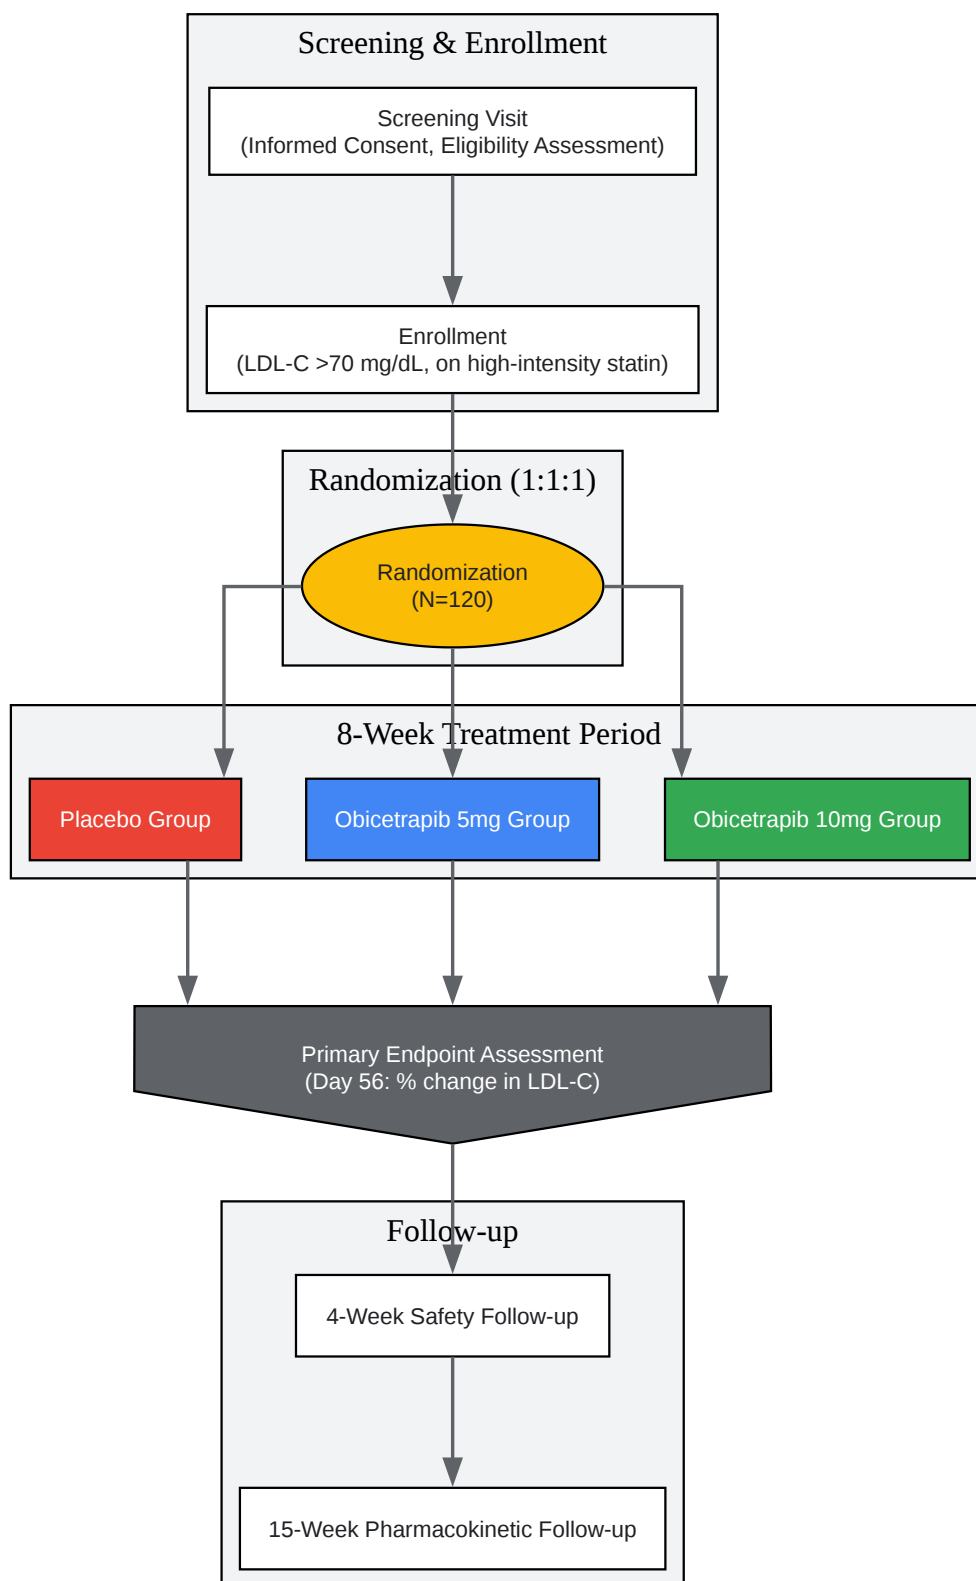 Screening & Enrollment
Screening Visit
(Informed Consent, Eligibility Assessment)
Enrollment
(LDL-C >70 mg/dL, on high-intensity statin)
Randomization (1:1:1)
Randomization
(N=120)
8-Week Treatment Period
Placebo Group
Obicetrapib 5mg Group
Obicetrapib 10mg Group
Primary Endpoint Assessment
(Day 56: % change in LDL-C)
Follow-up
4-Week Safety Follow-up
15-Week Pharmacokinetic Follow-up